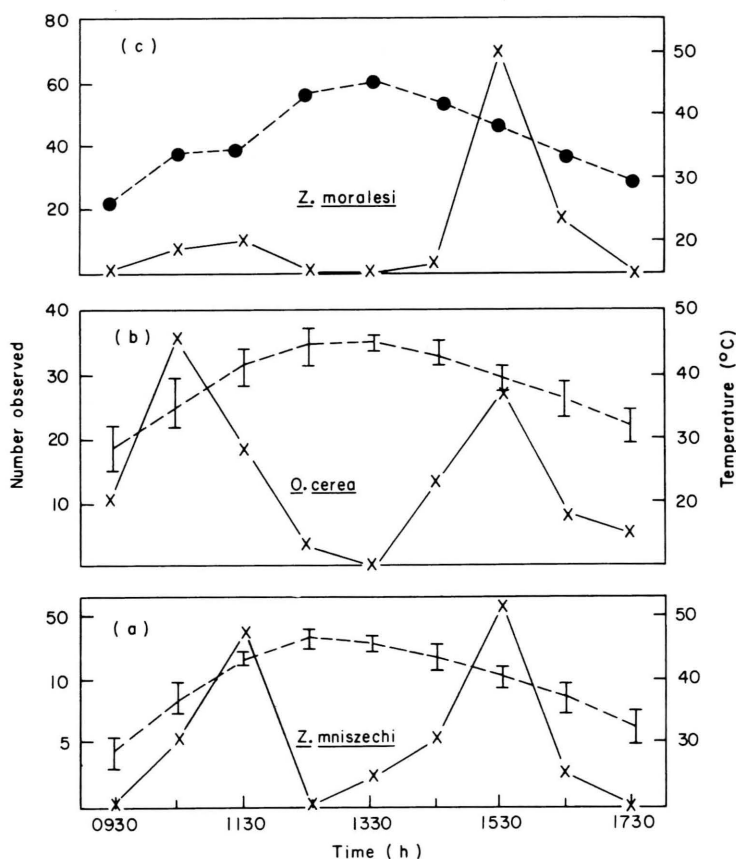 80
60
40
20
(c)
Z. moralesi
50
40
30
20
40
30
20
10
(b)
O. cerea
50
40
30
20
50
10
5
(a)
Z. mniszechi
50
40
30
Number observed
Temperature (°C)
0930 1130 1330 1530 1730
Time (h)